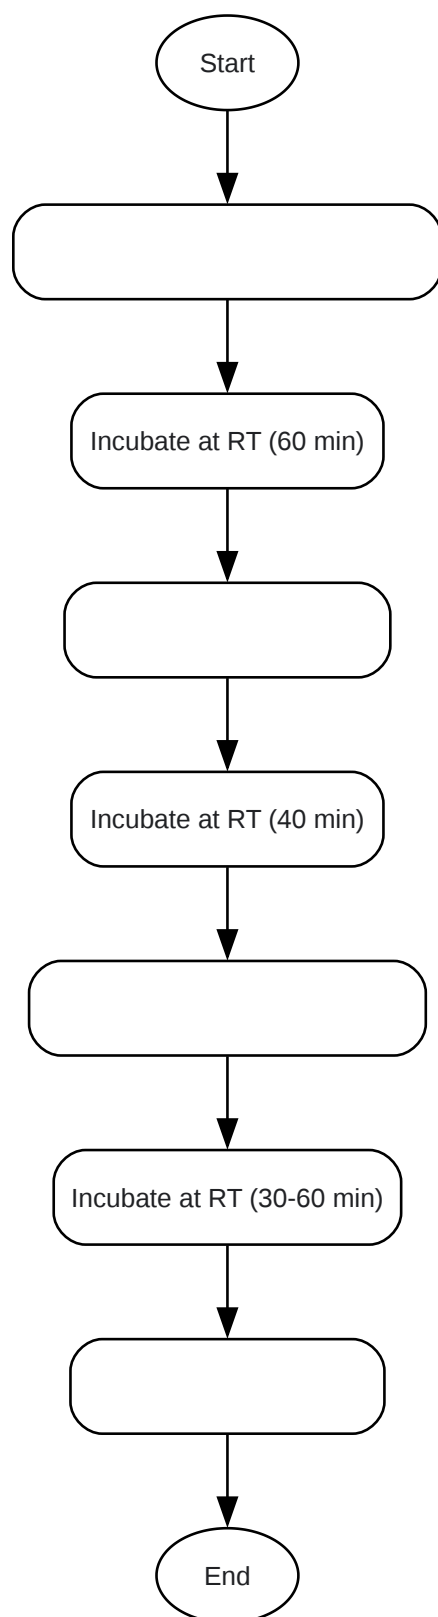 Start
Incubate at RT (60 min)
Incubate at RT (40 min)
Incubate at RT (30-60 min)
End